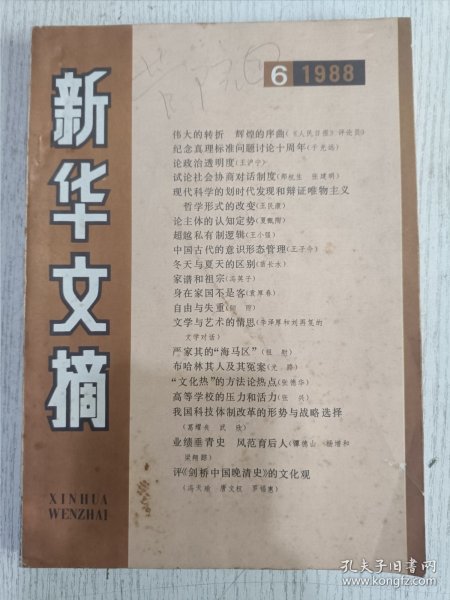 新华文摘
XINHUA
WENZHAI
6 1988
伟大的转折 辉煌的序曲(《人民日报》评论员)
纪念真理标准问题讨论十周年(于光远)
论政治透明度(王沪宁)
试论社会协商对话制度(郑杭生 张建明)
现代科学的划时代发现和辩证唯物主义
哲学形式的改变(王民康)
论主体的认知定势(夏甄陶)
超越私有制逻辑(王小强)
中国古代的意识形态管理(王子今)
冬天与夏天的区别(苗长水)
家谱和祖宗(冯英子)
身在家国不是客(袁厚春)
自由与失重
文学与艺术的情思(李泽厚和刘再复的
文学对话)
严家其的“海马区”(祖慰)
布哈林其人及其冤案(光路)
“文化热”的方法论热点(张德华)
高等学校的压力和活力(张兴)
我国科技体制改革的形势与战略选择
(葛耀良 武欣)
业绩垂青史 风范育后人(谭德山 杨增和
梁翔超)
评《剑桥中国晚清史》的文化观
(冯天瑜 唐文权 罗福惠)
孔夫子旧书网
www.kongfz.com